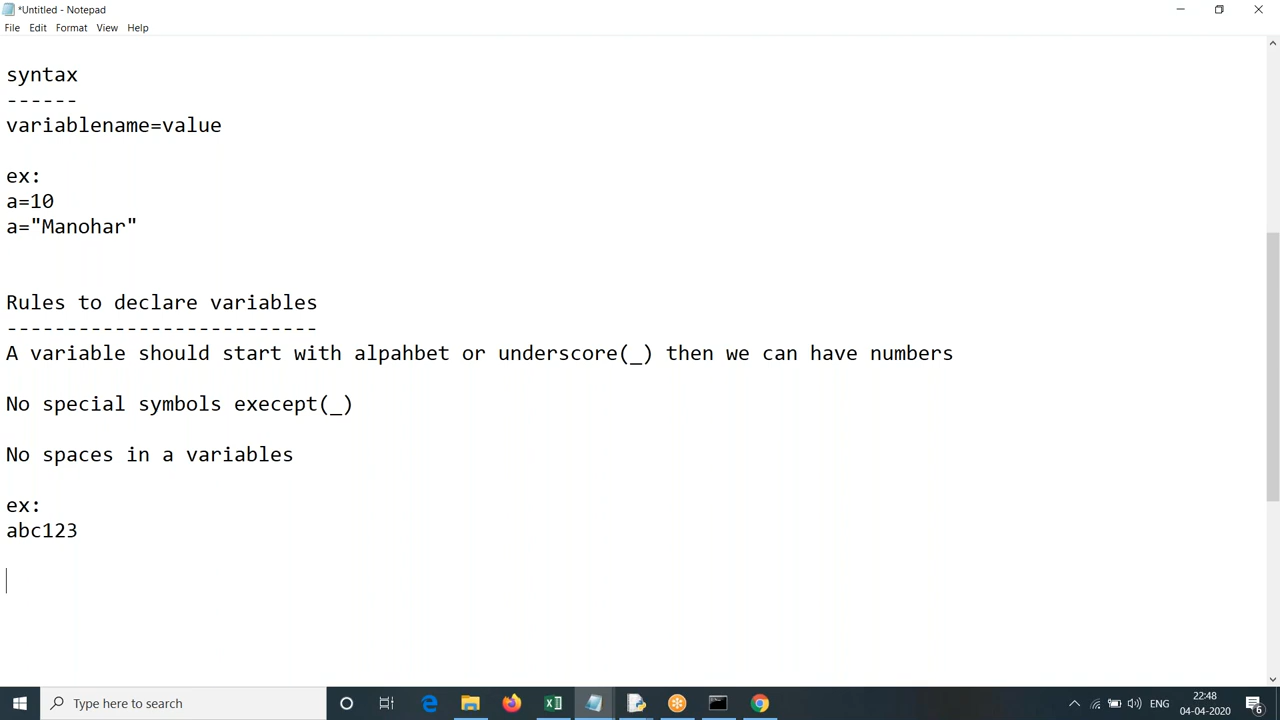 *Untitled - Notepad
File Edit Format View Help
syntax
------
variablename=value
ex:
a=10
a="Manohar"
Rules to declare variables
--------------------------
A variable should start with alpahbet or underscore(_) then we can have numbers
No special symbols execept(_)
No spaces in a variables
ex:
abc123
Type here to search
ENG
22:48
04-04-2020
6